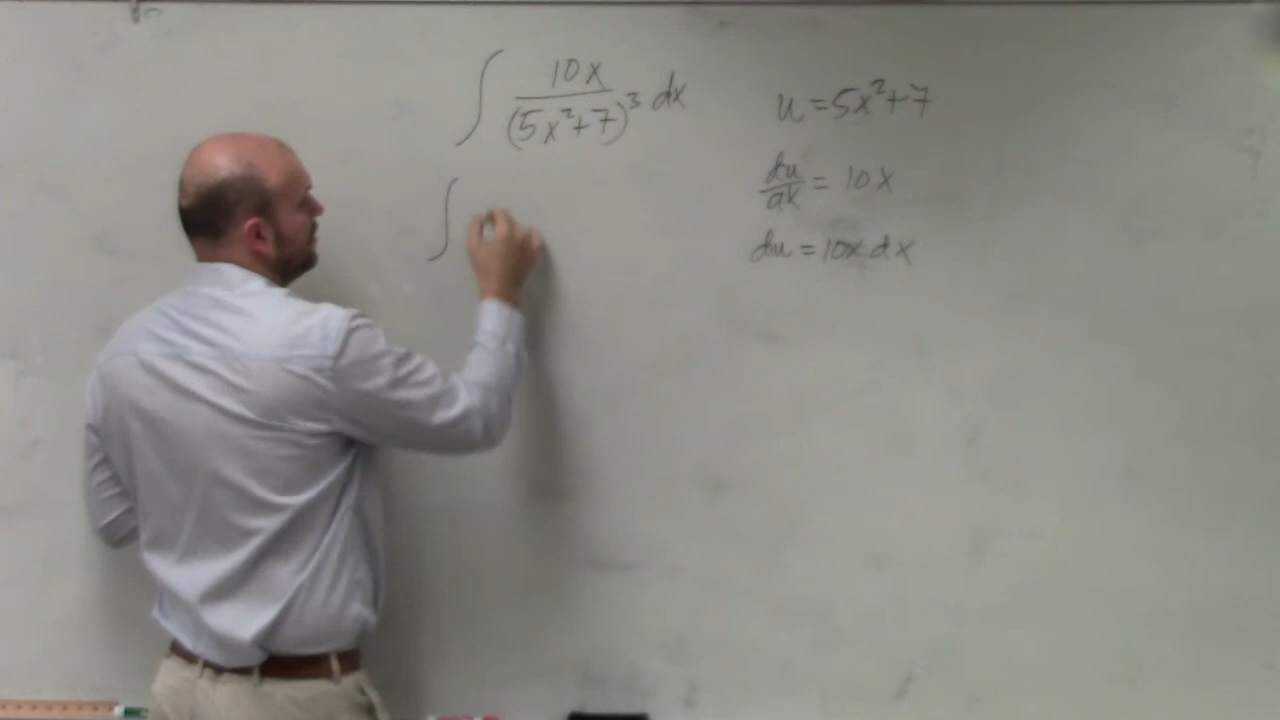 ∫ 10x/(5x²+7)³ dx
u = 5x²+7
du/dx = 10x
du = 10x dx
∫